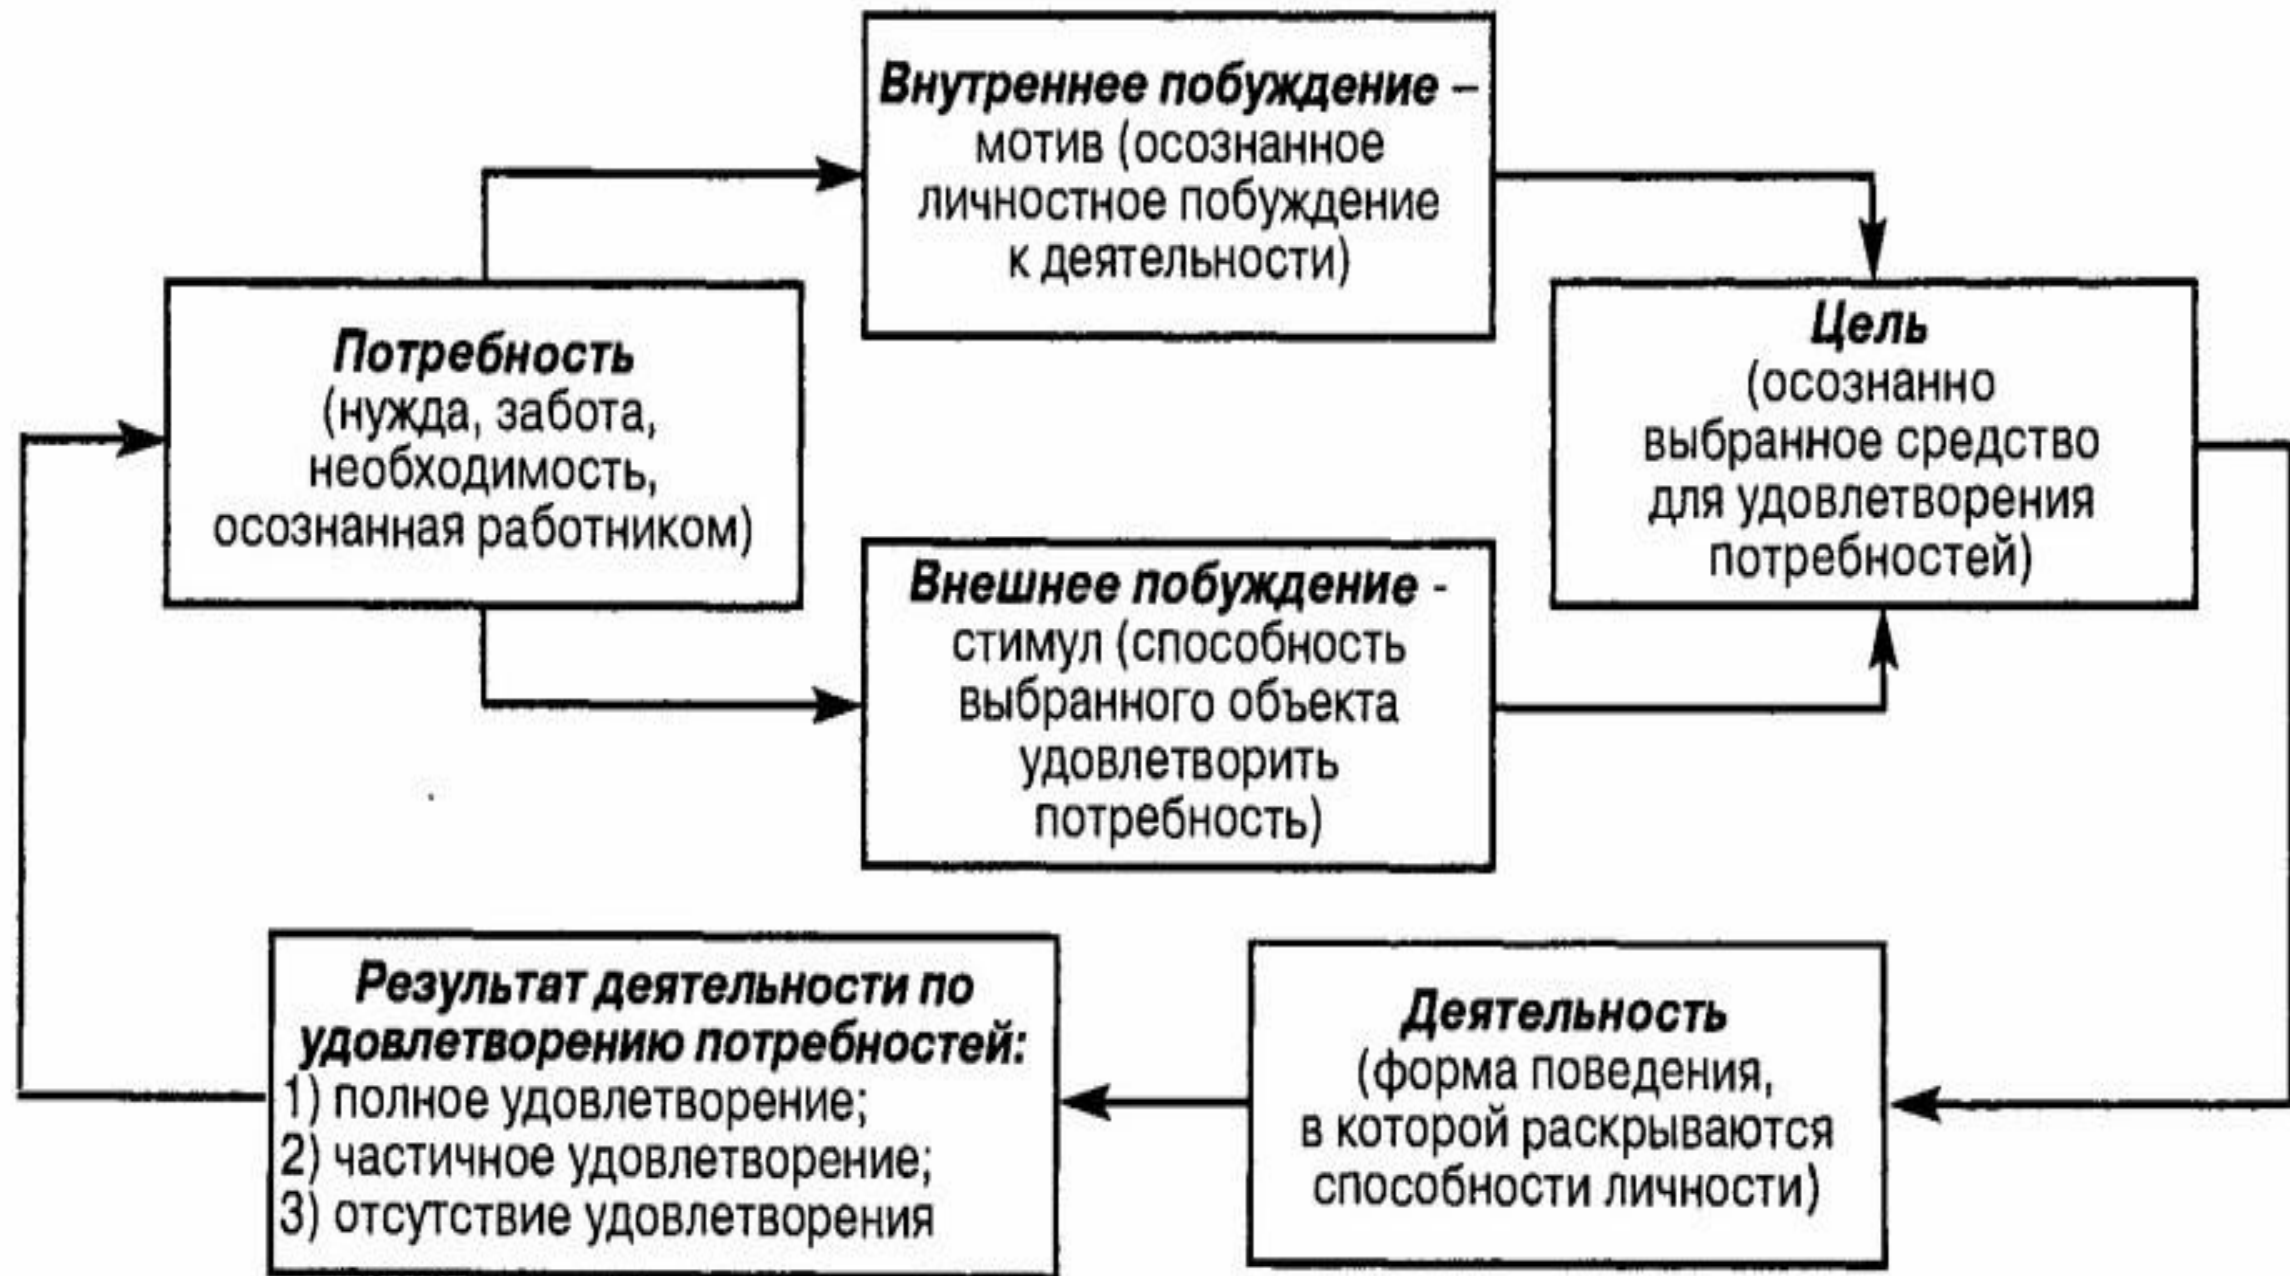 Внутреннее побуждение –
мотив (осознанное
личностное побуждение
к деятельности)
Потребность
(нужда, забота,
необходимость,
осознанная работником)
Цель
(осознанно
выбранное средство
для удовлетворения
потребностей)
Внешнее побуждение -
стимул (способность
выбранного объекта
удовлетворить
потребность)
Результат деятельности по
удовлетворению потребностей:
1) полное удовлетворение;
2) частичное удовлетворение;
3) отсутствие удовлетворения
Деятельность
(форма поведения,
в которой раскрываются
способности личности)